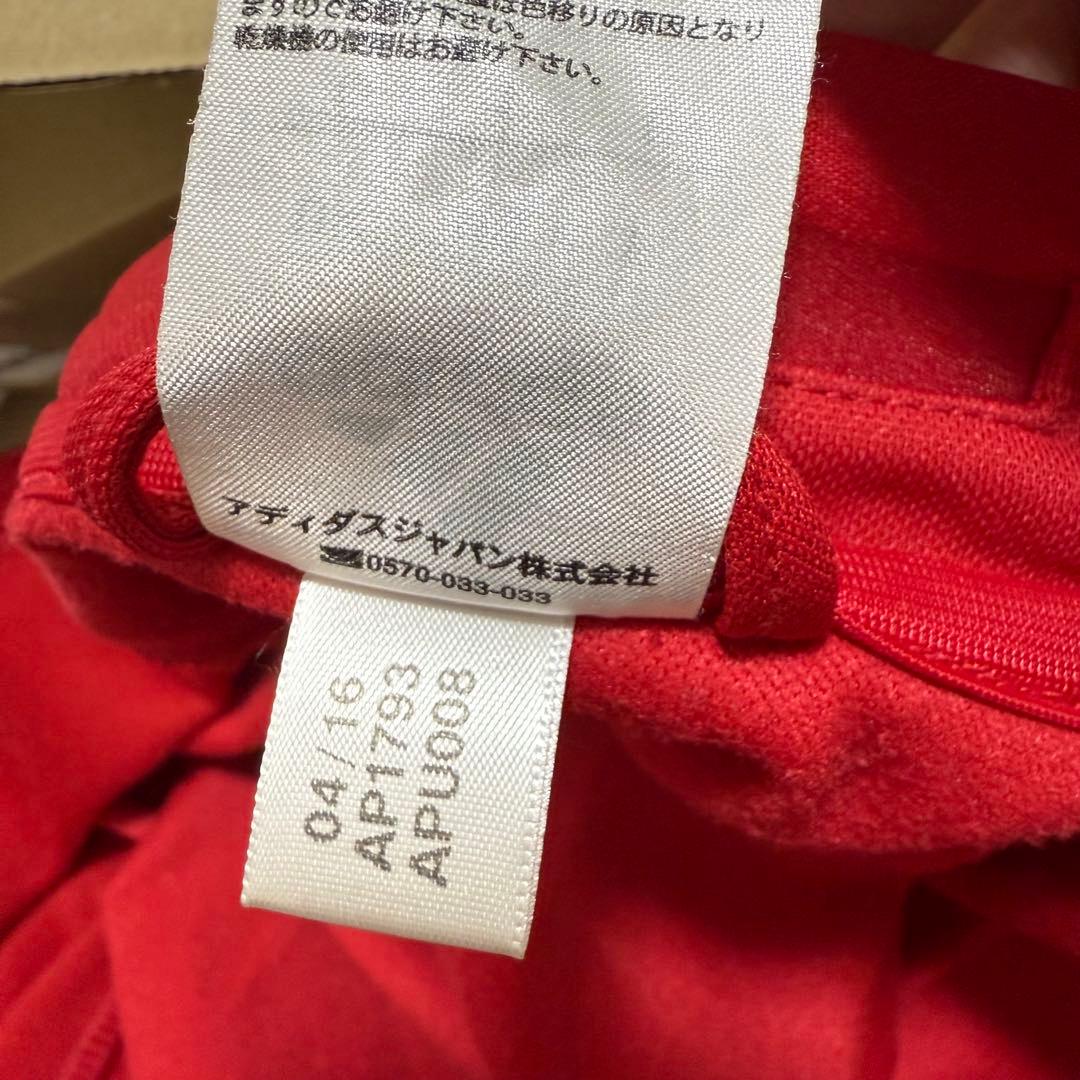 は色移りの原因となり
ますのでお避け下さい。
乾燥機の使用はお避け下さい。
アディダスジャパン株式会社
☎0570-033-033
04/16
AP1793
APU008